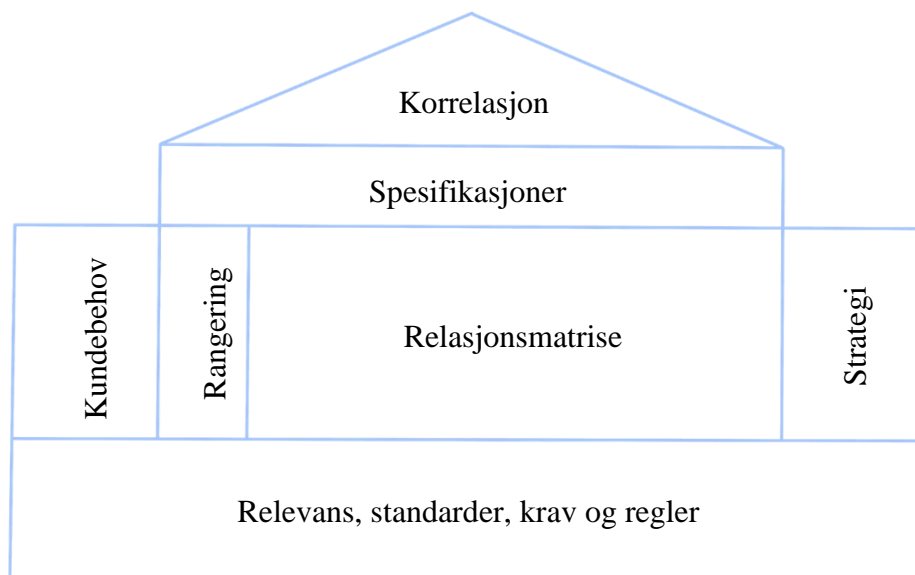 Korrelasjon
Spesifikasjoner
Kundebehov
Rangering
Relasjonsmatrise
Strategi
Relevans, standarder, krav og regler